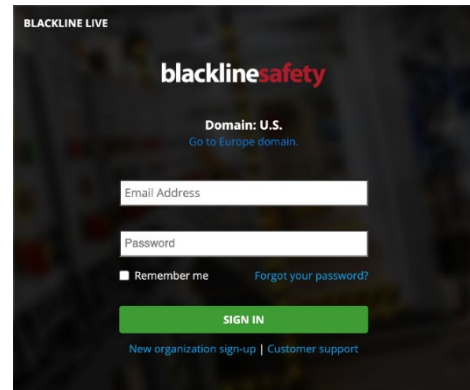 BLACKLINE LIVE
blacklinesafety
Domain: U.S.
Go to Europe domain.
Email Address
Password
Remember me Forgot your password?
SIGN IN
New organization sign-up | Customer support